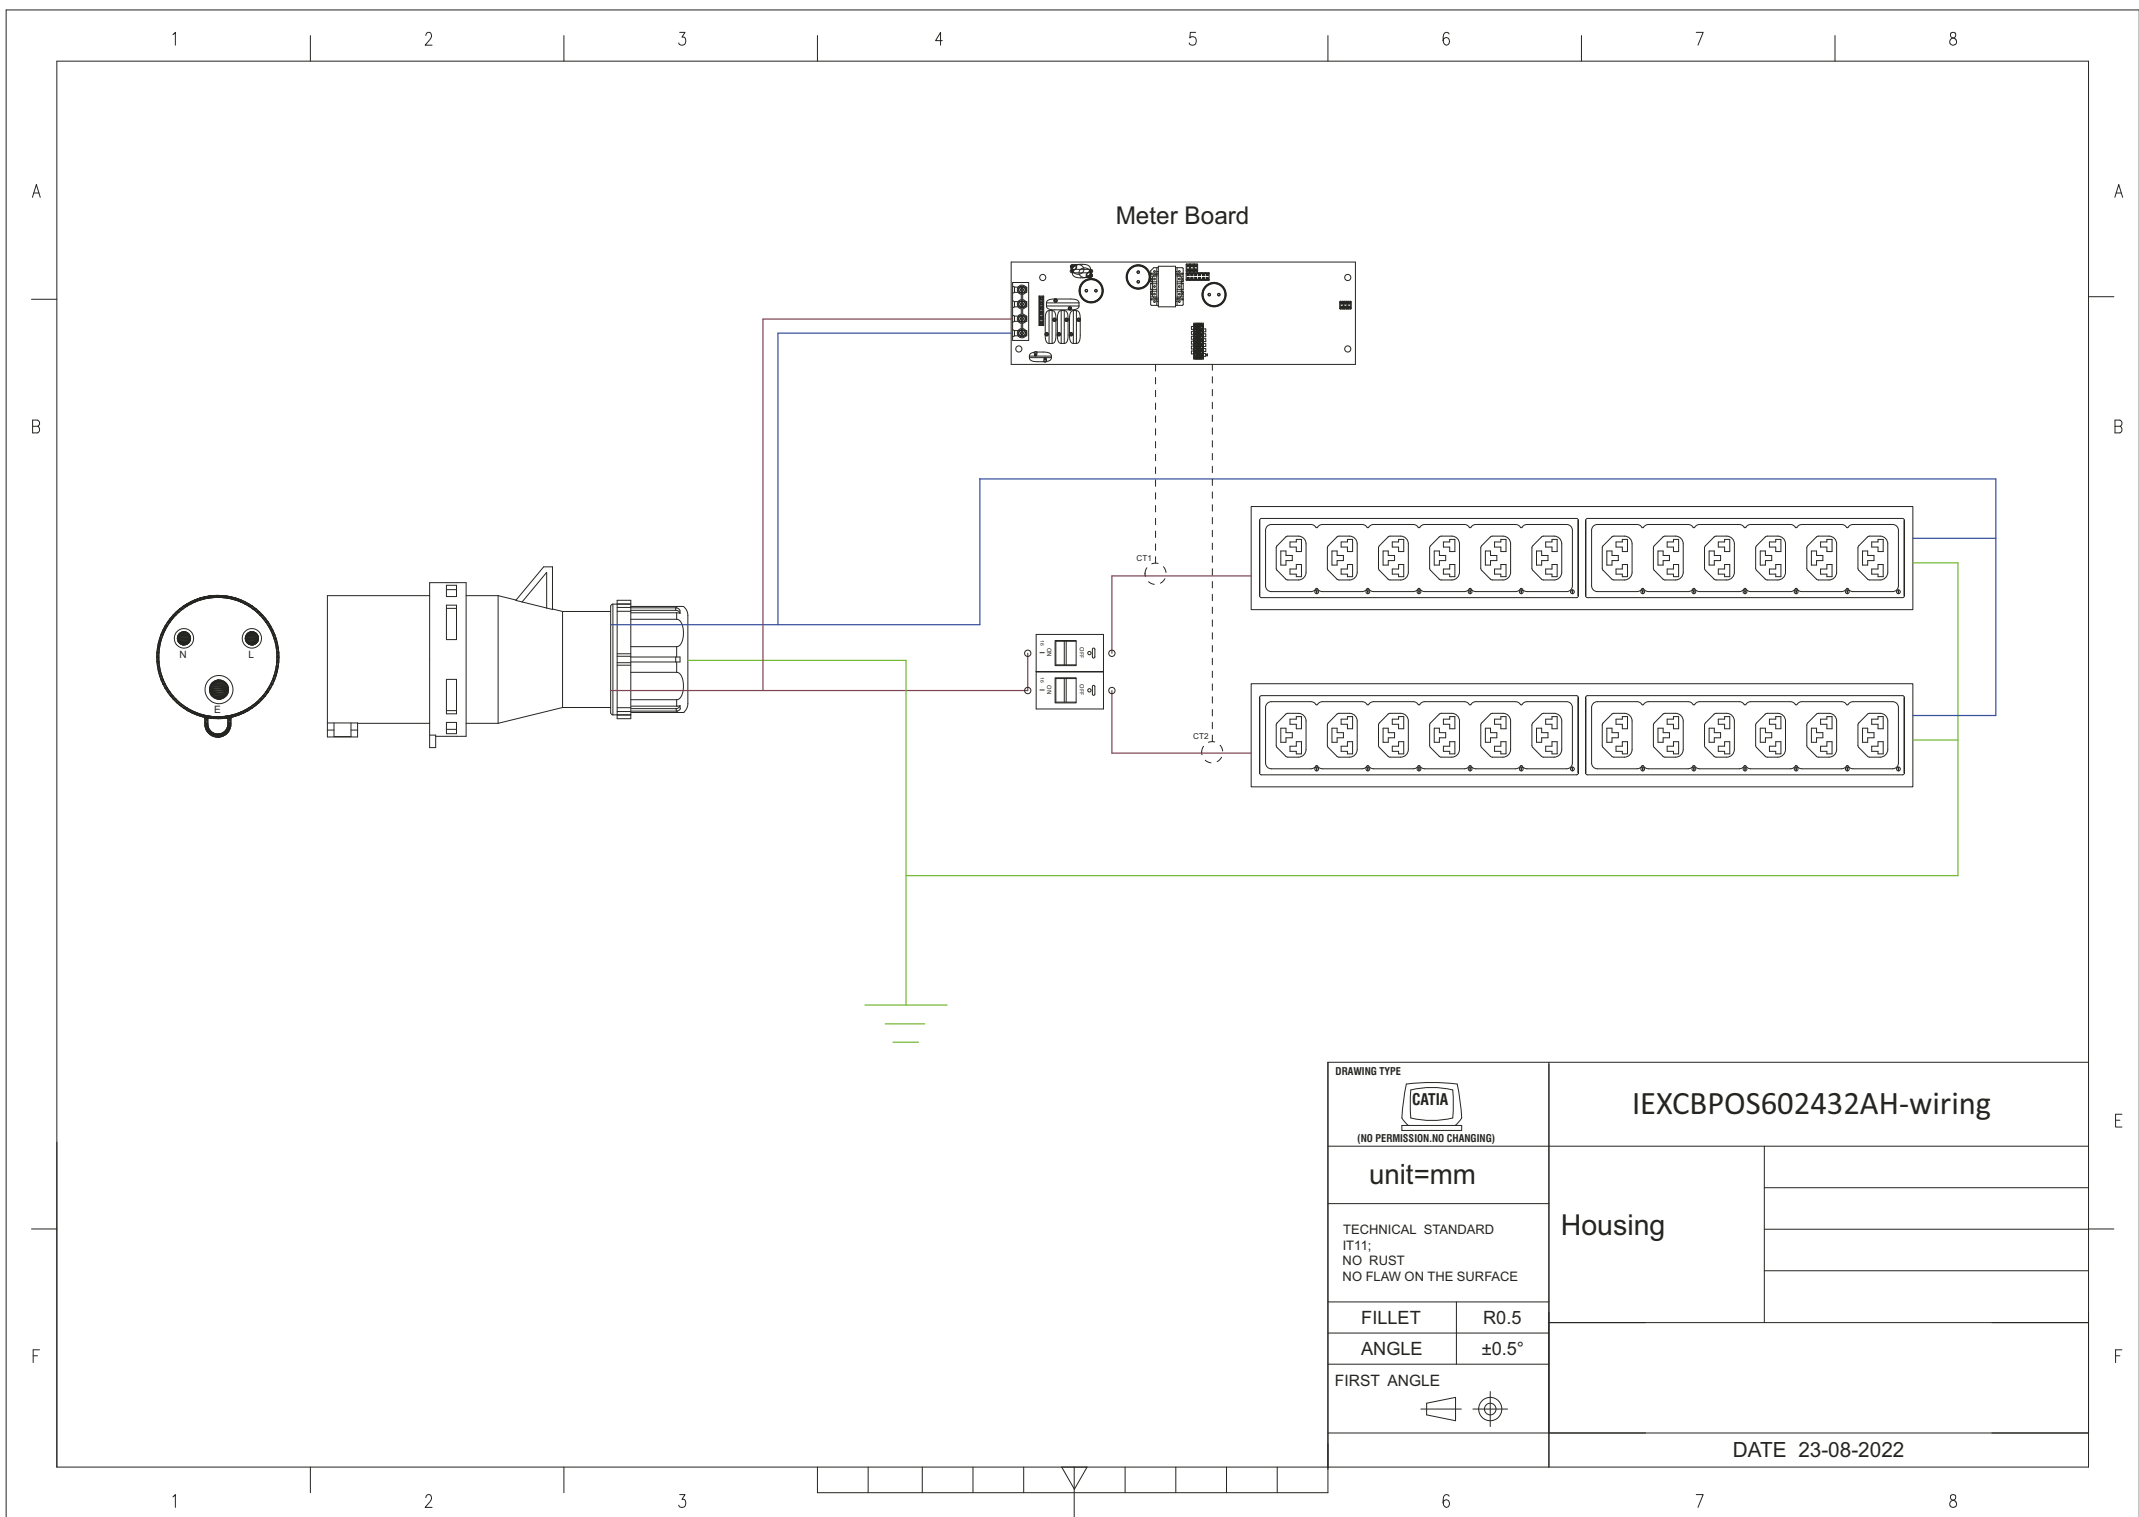 1 2 3 4 5 6 7 8
A A
Meter Board
B B
CT1
N L
E
16 ON OFF
16 ON OFF
CT2
DRAWING TYPE
CATIA
(NO PERMISSION.NO CHANGING)
IEXCBPOS602432AH-wiring
E
unit=mm
TECHNICAL STANDARD
IT11;
NO RUST
NO FLAW ON THE SURFACE
Housing
FILLET R0.5
ANGLE ±0.5°
F F
FIRST ANGLE
DATE 23-08-2022
1 2 3 6 7 8